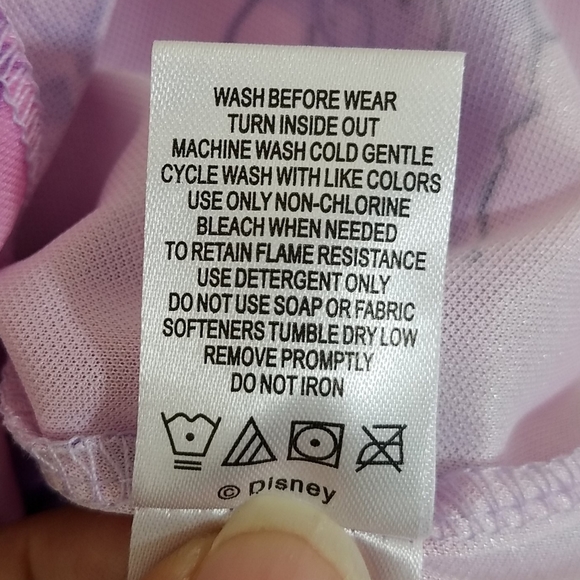 WASH BEFORE WEAR
TURN INSIDE OUT
MACHINE WASH COLD GENTLE
CYCLE WASH WITH LIKE COLORS
USE ONLY NON-CHLORINE
BLEACH WHEN NEEDED
TO RETAIN FLAME RESISTANCE
USE DETERGENT ONLY
DO NOT USE SOAP OR FABRIC
SOFTENERS TUMBLE DRY LOW
REMOVE PROMPTLY
DO NOT IRON
© Disney